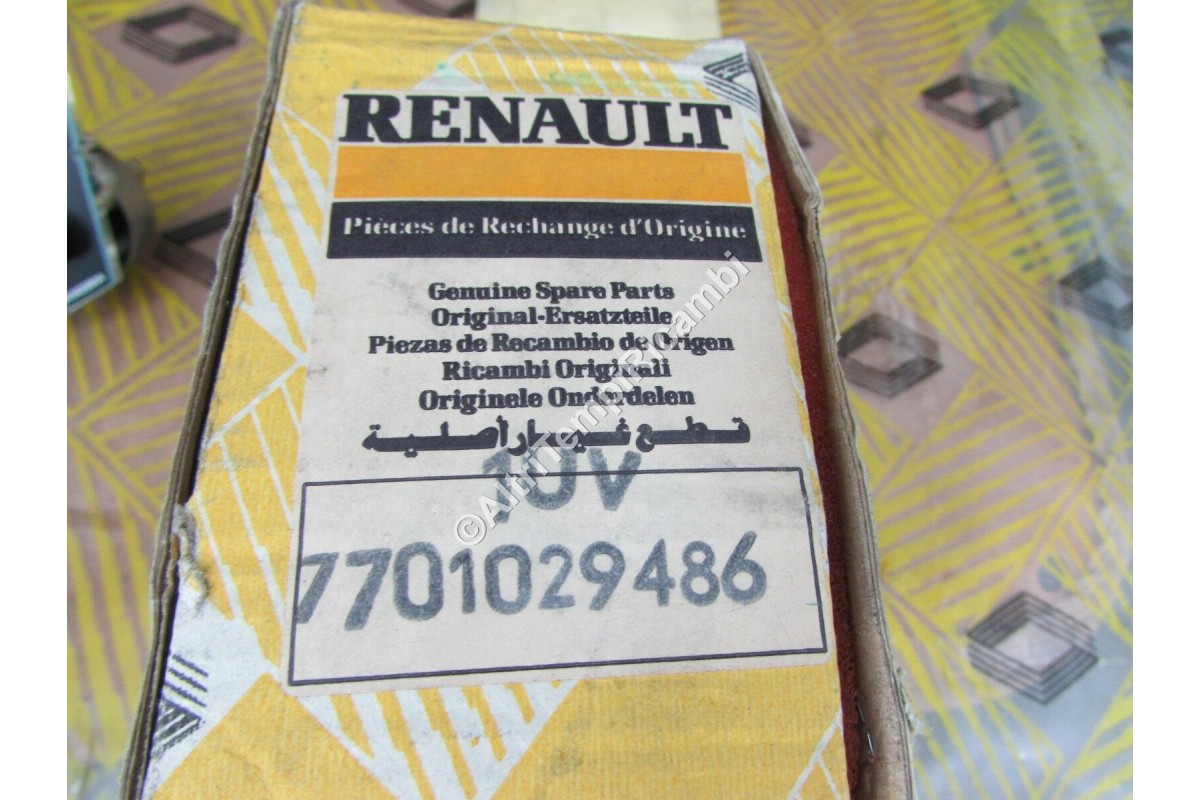 RENAULT
Pièces de Rechange d'Origine
Genuine Spare Parts
Original-Ersatzteile
Piezas de Recambio de Origen
Ricambi Originali
Originele Onderdelen
قطع غيار أصلية
10V
7701029486
©AltriTempiRicambi